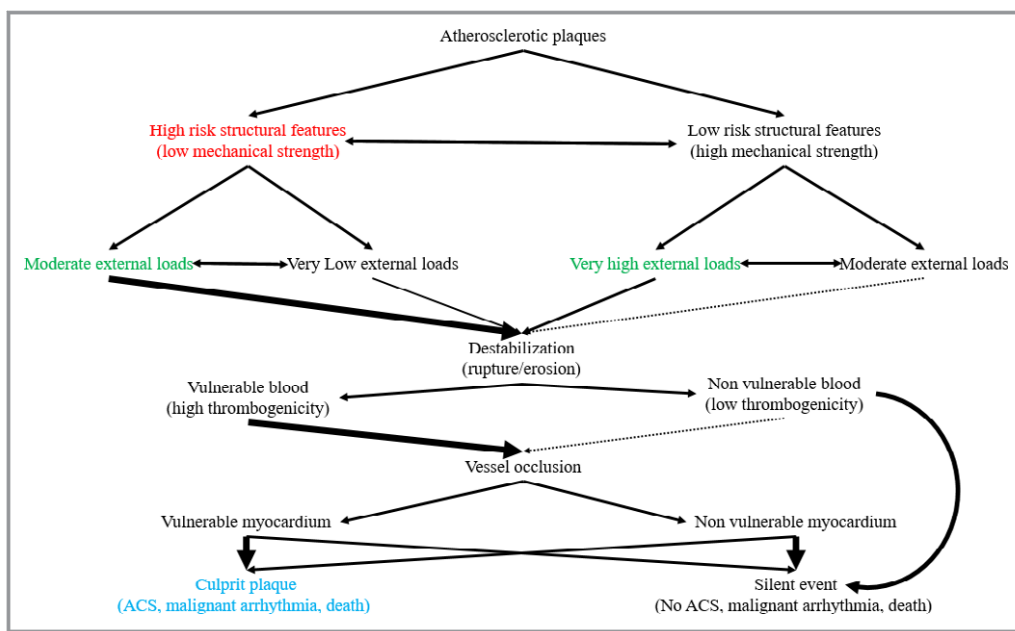 Atherosclerotic plaques
High risk structural features
(low mechanical strength)
Low risk structural features
(high mechanical strength)
Moderate external loads
Very Low external loads
Very high external loads
Moderate external loads
Destabilization
(rupture/erosion)
Vulnerable blood
(high thrombogenicity)
Non vulnerable blood
(low thrombogenicity)
Vessel occlusion
Vulnerable myocardium
Non vulnerable myocardium
Culprit plaque
(ACS, malignant arrhythmia, death)
Silent event
(No ACS, malignant arrhythmia, death)